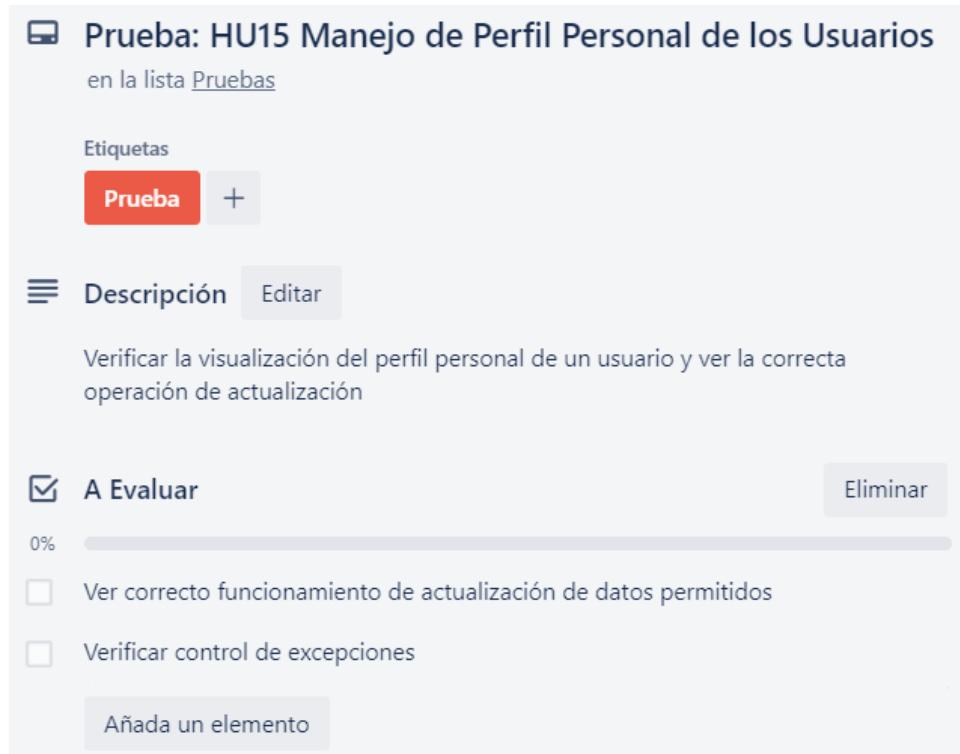 Prueba: HU15 Manejo de Perfil Personal de los Usuarios
en la lista Pruebas
Etiquetas
Prueba +
Descripción Editar
Verificar la visualización del perfil personal de un usuario y ver la correcta
operación de actualización
A Evaluar Eliminar
0%
Ver correcto funcionamiento de actualización de datos permitidos
Verificar control de excepciones
Añada un elemento